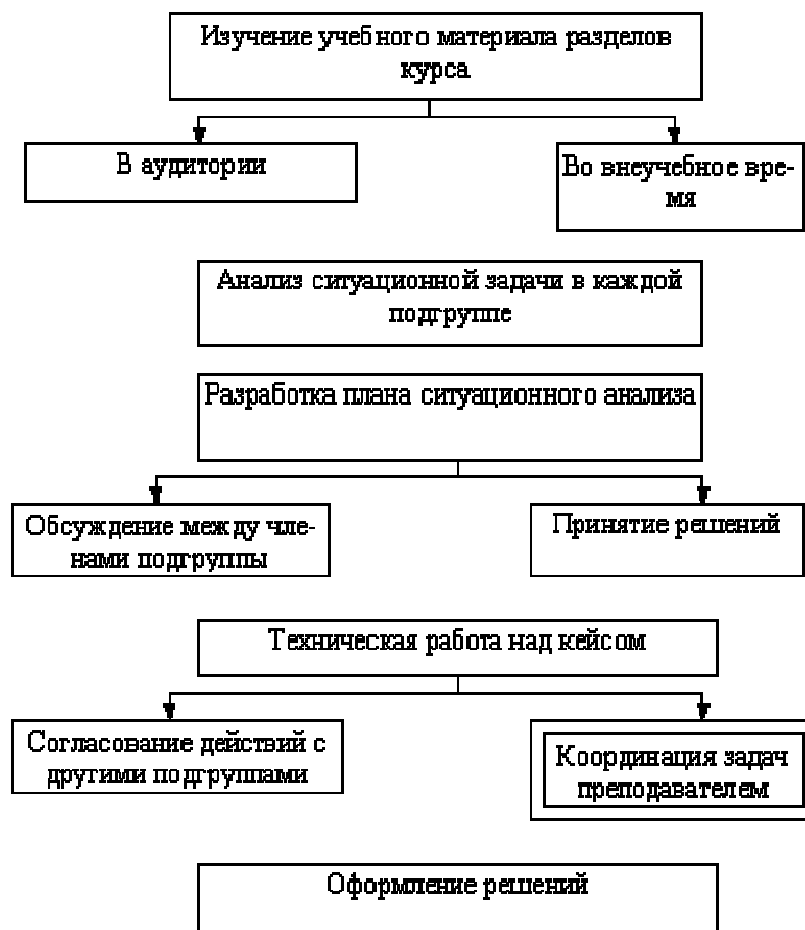 Изучение учебного материала разделов
курса
В аудитории
Во внеучебное вре-
мя
Анализ ситуационной задачи в каждой
подгруппе
Разработка плана ситуационного анализа
Обсуждение между чле-
нами подгруппы
Принятие решений
Техническая работа над кейсом
Согласование действий с
другими подгруппами
Координация задач
преподавателем
Оформление решений